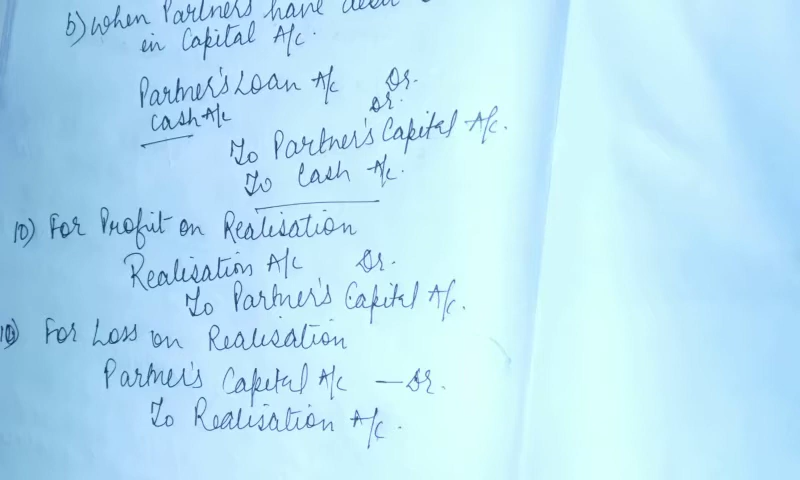 b) when Partners have
in Capital A/c.
Partner's Loan A/c Dr.
Cash A/c Dr.
To Partner's Capital A/c.
To Cash A/c.
10) For Profit on Realisation
Realisation A/c Dr.
To Partner's Capital A/c.
For Loss on Realisation
Partner's Capital A/c — Dr.
To Realisation A/c.